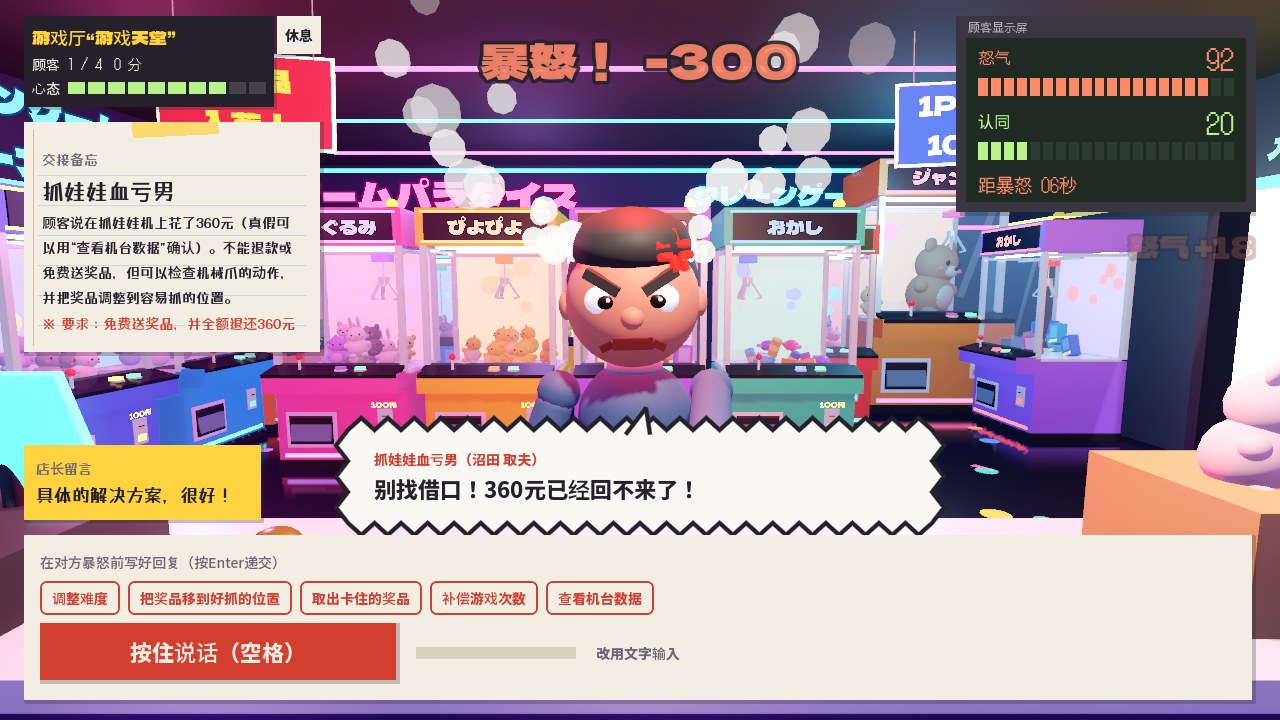 游戏厅“游戏天堂”
顾客 1/4 0分
心态
休息
暴怒！ -300
顾客显示屏
怒气 92
认同 20
距暴怒 06秒
怒气+18
交接备忘
抓娃娃血亏男
顾客说在抓娃娃机上花了360元（真假可
以用“查看机台数据”确认）。不能退款或
免费送奖品，但可以检查机械爪的动作，
并把奖品调整到容易抓的位置。
※ 要求：免费送奖品，并全额退还360元
ームパラダイス
クレーンゲー
ぐるみ
ぴよぴよ
おかし
おかし
ジャン
1P
100円
100円
100円
店长留言
具体的解决方案，很好！
抓娃娃血亏男（沼田 取夫）
别找借口！360元已经回不来了！
在对方暴怒前写好回复（按Enter递交）
调整难度
把奖品移到好抓的位置
取出卡住的奖品
补偿游戏次数
查看机台数据
按住说话（空格）
改用文字输入